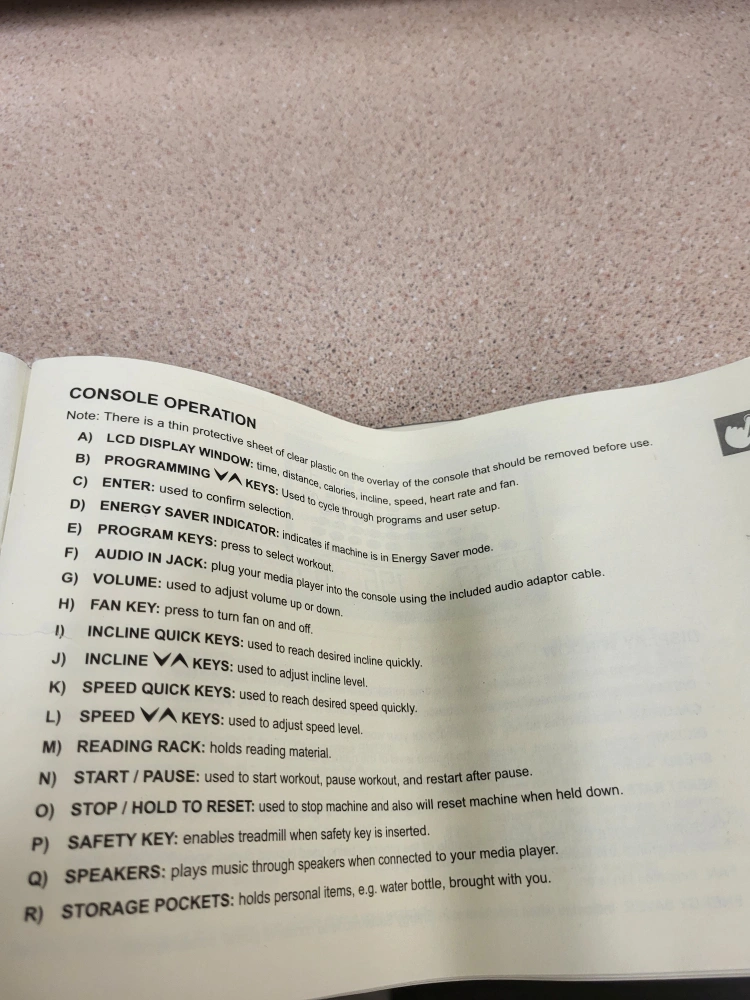 CONSOLE OPERATION
Note: There is a thin protective sheet of clear plastic on the overlay of the console that should be removed before use.
A) LCD DISPLAY WINDOW: time, distance, calories, incline, speed, heart rate and fan.
B) PROGRAMMING ∨∧ KEYS: Used to cycle through programs and user setup.
C) ENTER: used to confirm selection.
D) ENERGY SAVER INDICATOR: indicates if machine is in Energy Saver mode.
E) PROGRAM KEYS: press to select workout.
F) AUDIO IN JACK: plug your media player into the console using the included audio adaptor cable.
G) VOLUME: used to adjust volume up or down.
H) FAN KEY: press to turn fan on and off.
I) INCLINE QUICK KEYS: used to reach desired incline quickly.
J) INCLINE ∨∧ KEYS: used to adjust incline level.
K) SPEED QUICK KEYS: used to reach desired speed quickly.
L) SPEED ∨∧ KEYS: used to adjust speed level.
M) READING RACK: holds reading material.
N) START / PAUSE: used to start workout, pause workout, and restart after pause.
O) STOP / HOLD TO RESET: used to stop machine and also will reset machine when held down.
P) SAFETY KEY: enables treadmill when safety key is inserted.
Q) SPEAKERS: plays music through speakers when connected to your media player.
R) STORAGE POCKETS: holds personal items, e.g. water bottle, brought with you.